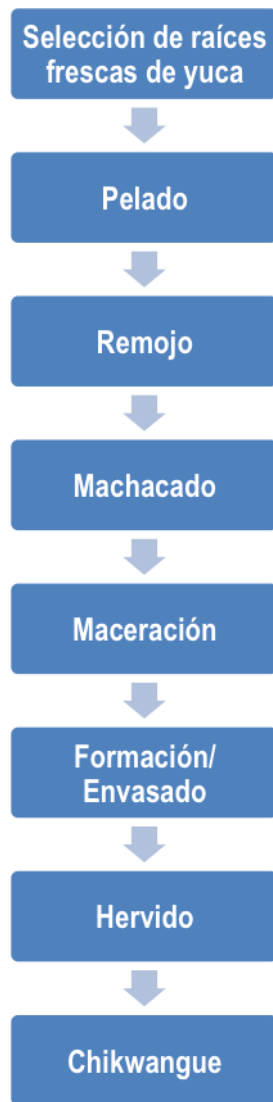 Selección de raíces
frescas de yuca
Pelado
Remojo
Machacado
Maceración
Formación/
Envasado
Hervido
Chikwangue